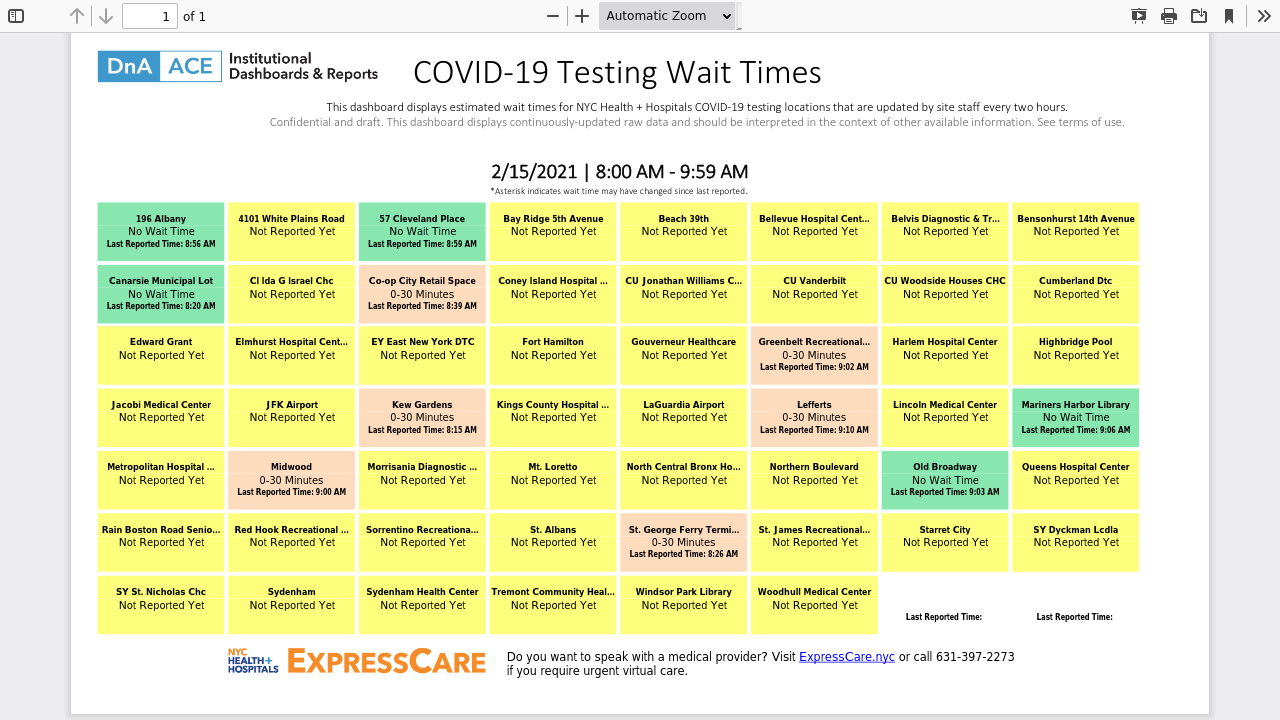 1 of 1 Automatic Zoom
DnA ACE Institutional
Dashboards & Reports
COVID-19 Testing Wait Times
This dashboard displays estimated wait times for NYC Health + Hospitals COVID-19 testing locations that are updated by site staff every two hours.
Confidential and draft. This dashboard displays continuously-updated raw data and should be interpreted in the context of other available information. See terms of use.
2/15/2021 | 8:00 AM - 9:59 AM
*Asterisk indicates wait time may have changed since last reported.
196 Albany 4101 White Plains Road 57 Cleveland Place Bay Ridge 5th Avenue Beach 39th Bellevue Hospital Cent... Belvis Diagnostic & Tr... Bensonhurst 14th Avenue
No Wait Time Not Reported Yet No Wait Time Not Reported Yet Not Reported Yet Not Reported Yet Not Reported Yet Not Reported Yet
Last Reported Time: 8:56 AM Last Reported Time: 8:59 AM
Canarsie Municipal Lot CI Ida G Israel Chc Co-op City Retail Space Coney Island Hospital ... CU Jonathan Williams C... CU Vanderbilt CU Woodside Houses CHC Cumberland Dtc
No Wait Time Not Reported Yet 0-30 Minutes Not Reported Yet Not Reported Yet Not Reported Yet Not Reported Yet Not Reported Yet
Last Reported Time: 8:20 AM Last Reported Time: 8:39 AM
Edward Grant Elmhurst Hospital Cent... EY East New York DTC Fort Hamilton Gouverneur Healthcare Greenbelt Recreational... Harlem Hospital Center Highbridge Pool
Not Reported Yet Not Reported Yet Not Reported Yet Not Reported Yet Not Reported Yet 0-30 Minutes Not Reported Yet Not Reported Yet
Last Reported Time: 9:02 AM
Jacobi Medical Center JFK Airport Kew Gardens Kings County Hospital ... LaGuardia Airport Lefferts Lincoln Medical Center Mariners Harbor Library
Not Reported Yet Not Reported Yet 0-30 Minutes Not Reported Yet Not Reported Yet 0-30 Minutes Not Reported Yet No Wait Time
Last Reported Time: 8:15 AM Last Reported Time: 9:10 AM Last Reported Time: 9:06 AM
Metropolitan Hospital ... Midwood Morrisania Diagnostic ... Mt. Loretto North Central Bronx Ho... Northern Boulevard Old Broadway Queens Hospital Center
Not Reported Yet 0-30 Minutes Not Reported Yet Not Reported Yet Not Reported Yet Not Reported Yet No Wait Time Not Reported Yet
Last Reported Time: 9:00 AM Last Reported Time: 9:03 AM
Rain Boston Road Senio... Red Hook Recreational ... Sorrentino Recreationa... St. Albans St. George Ferry Termi... St. James Recreational... Starret City SY Dyckman Lcdla
Not Reported Yet Not Reported Yet Not Reported Yet Not Reported Yet 0-30 Minutes Not Reported Yet Not Reported Yet Not Reported Yet
Last Reported Time: 8:26 AM
SY St. Nicholas Chc Sydenham Sydenham Health Center Tremont Community Heal... Windsor Park Library Woodhull Medical Center
Not Reported Yet Not Reported Yet Not Reported Yet Not Reported Yet Not Reported Yet Not Reported Yet
Last Reported Time: Last Reported Time:
NYC
HEALTH+
HOSPITALS
EXPRESSCARE
Do you want to speak with a medical provider? Visit ExpressCare.nyc or call 631-397-2273
if you require urgent virtual care.